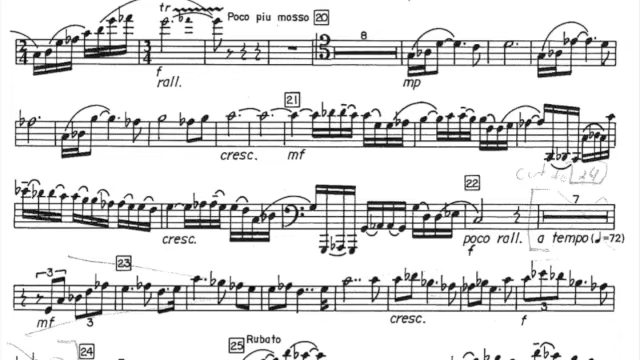 tr Poco più mosso 20
8
f rall. mp
21
cresc. mf
22
7
cresc. poco rall. a tempo (♩=72)
f
3 23
mf 3 cresc. f 3
24 25 Rubato